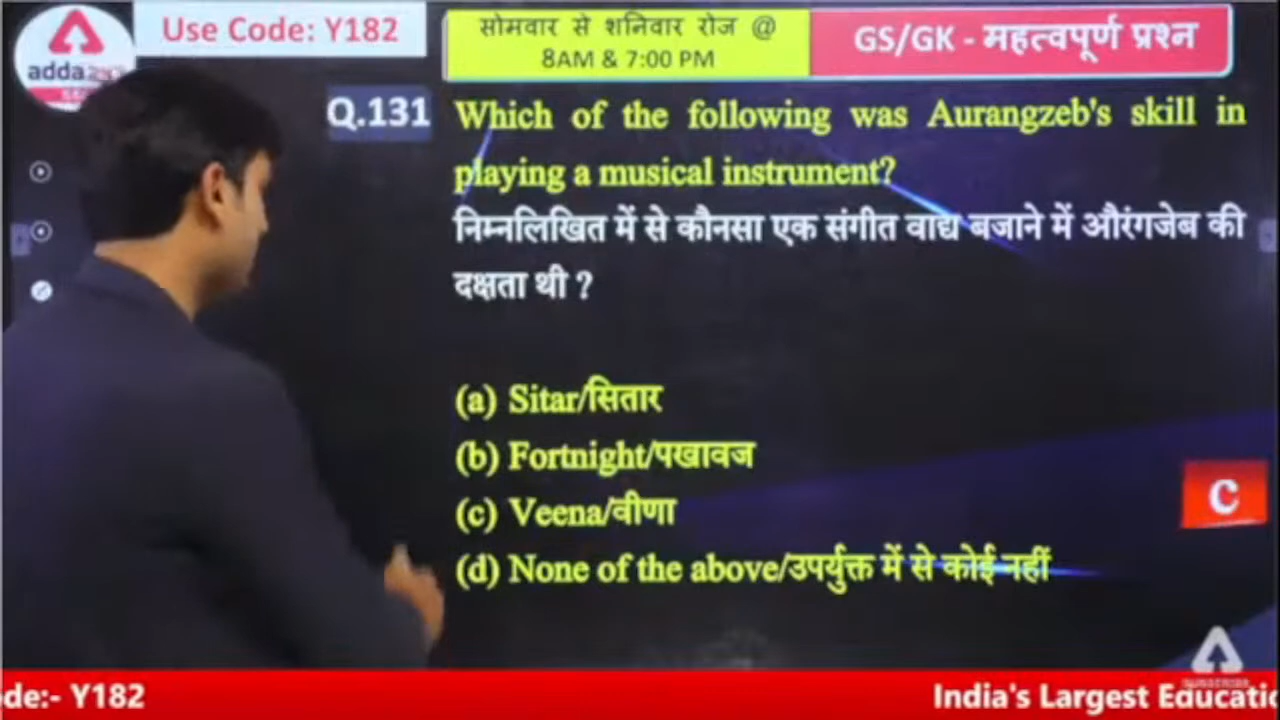 Use Code: Y182
सोमवार से शनिवार रोज @
8AM & 7:00 PM
GS/GK - महत्वपूर्ण प्रश्न
adda
Q.131 Which of the following was Aurangzeb's skill in
playing a musical instrument?
निम्नलिखित में से कौनसा एक संगीत वाद्य बजाने में औरंगजेब की
दक्षता थी ?
(a) Sitar/सितार
(b) Fortnight/पखावज
(c) Veena/वीणा
C
(d) None of the above/उपर्युक्त में से कोई नहीं
de:- Y182
India's Largest Educatio